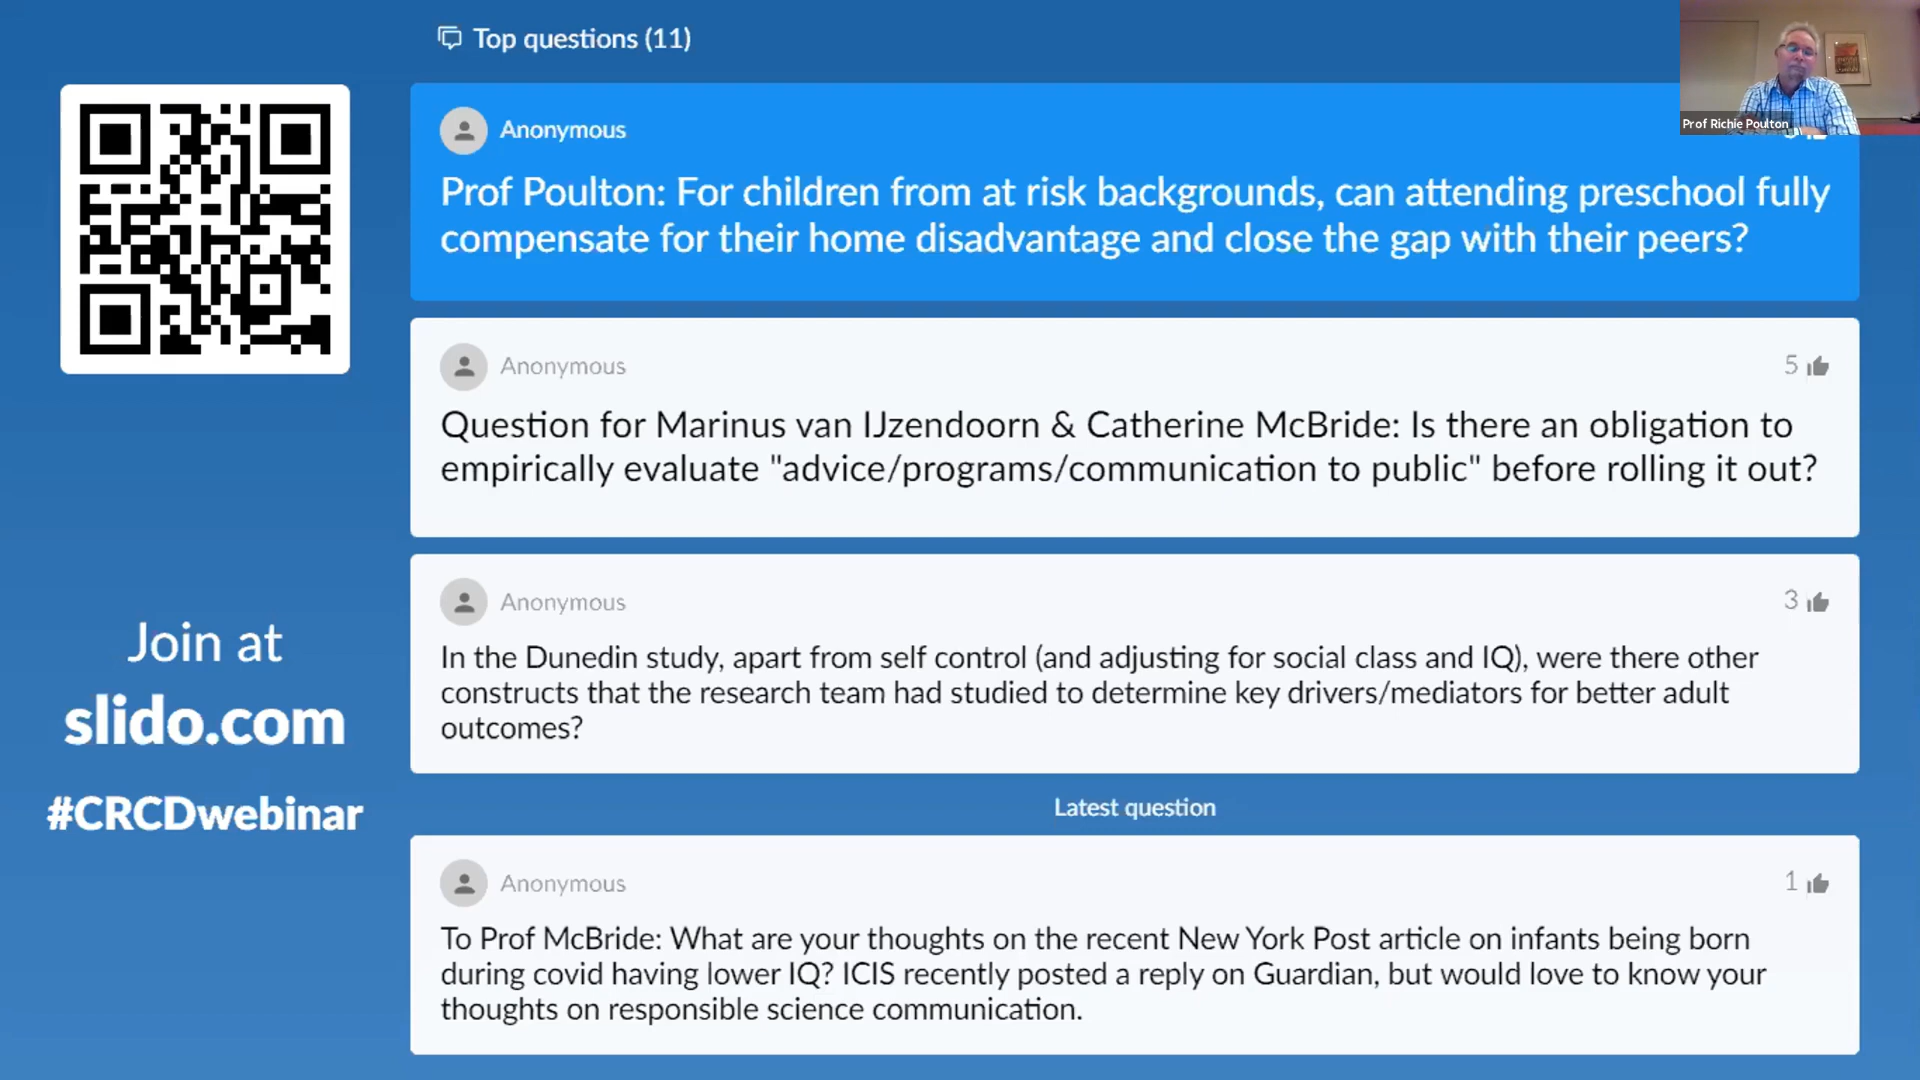 Top questions (11)
Prof Richie Poulton
Anonymous
Prof Poulton: For children from at risk backgrounds, can attending preschool fully
compensate for their home disadvantage and close the gap with their peers?
Anonymous
5
Question for Marinus van IJzendoorn & Catherine McBride: Is there an obligation to
empirically evaluate "advice/programs/communication to public" before rolling it out?
Anonymous
3
In the Dunedin study, apart from self control (and adjusting for social class and IQ), were there other
constructs that the research team had studied to determine key drivers/mediators for better adult
outcomes?
Join at
slido.com
#CRCDwebinar
Latest question
Anonymous
1
To Prof McBride: What are your thoughts on the recent New York Post article on infants being born
during covid having lower IQ? ICIS recently posted a reply on Guardian, but would love to know your
thoughts on responsible science communication.